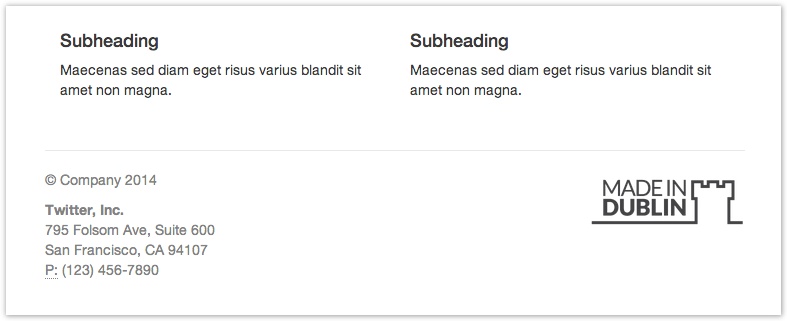 Subheading
Maecenas sed diam eget risus varius blandit sit
amet non magna.
Subheading
Maecenas sed diam eget risus varius blandit sit
amet non magna.
© Company 2014
Twitter, Inc.
795 Folsom Ave, Suite 600
San Francisco, CA 94107
P: (123) 456-7890
MADE IN
DUBLIN